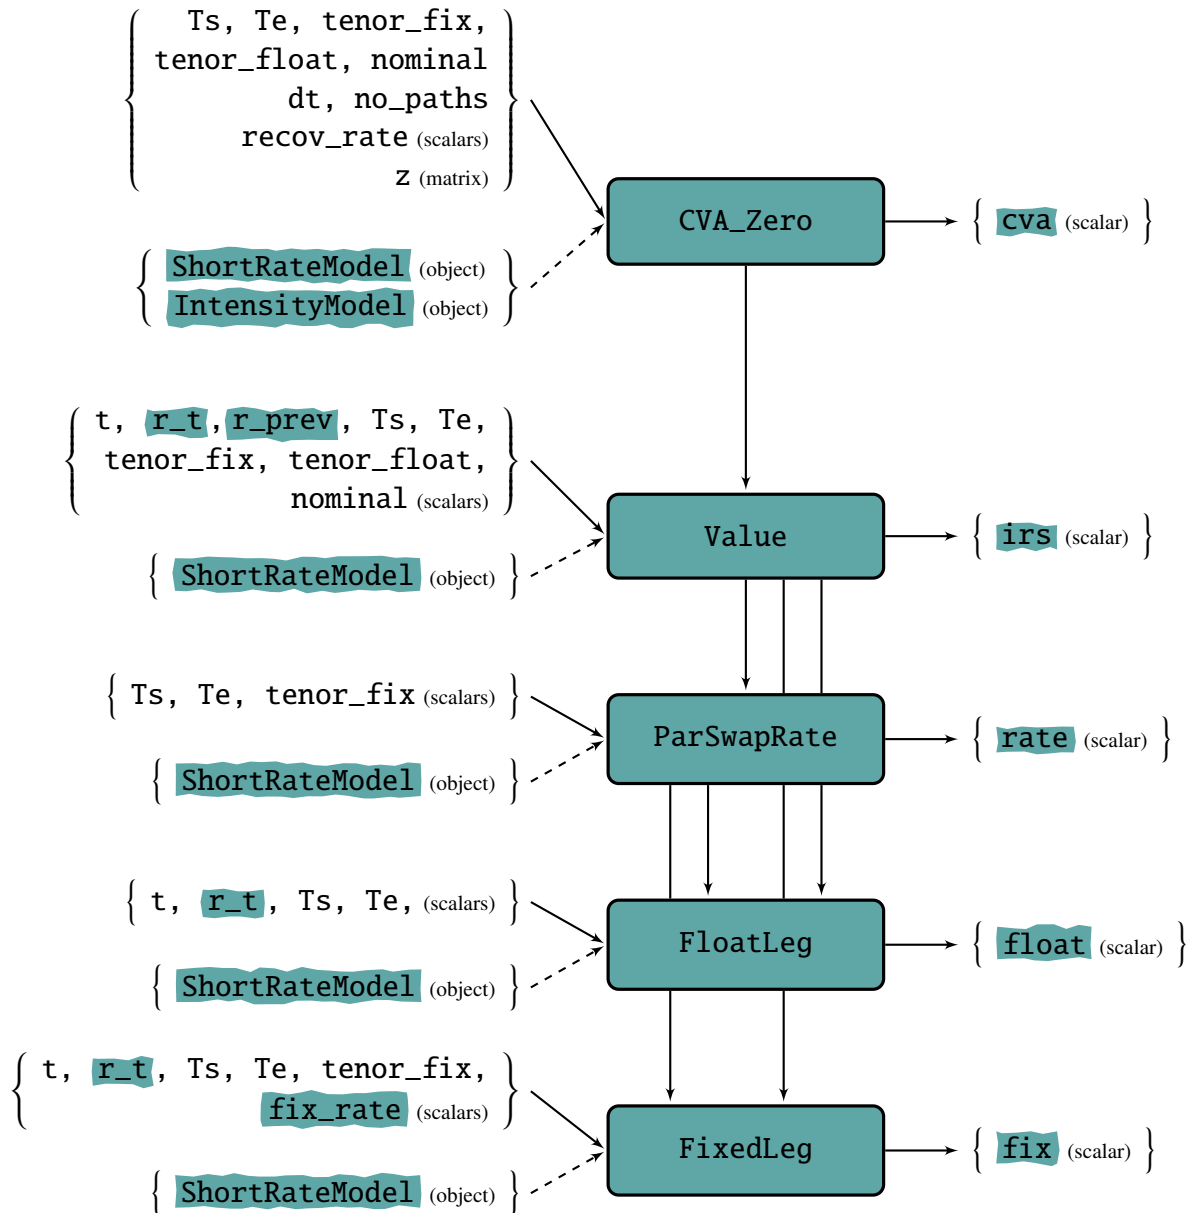 Ts, Te, tenor_fix,
tenor_float, nominal
dt, no_paths
recov_rate (scalars)
z (matrix)
CVA_Zero
{ cva (scalar) }
ShortRateModel (object)
IntensityModel (object)
t, r_t, r_prev, Ts, Te,
tenor_fix, tenor_float,
nominal (scalars)
Value
{ irs (scalar) }
{ ShortRateModel (object) }
{ Ts, Te, tenor_fix (scalars) }
ParSwapRate
{ rate (scalar) }
{ ShortRateModel (object) }
{ t, r_t, Ts, Te, (scalars) }
FloatLeg
{ float (scalar) }
{ ShortRateModel (object) }
t, r_t, Ts, Te, tenor_fix,
fix_rate (scalars)
FixedLeg
{ fix (scalar) }
{ ShortRateModel (object) }